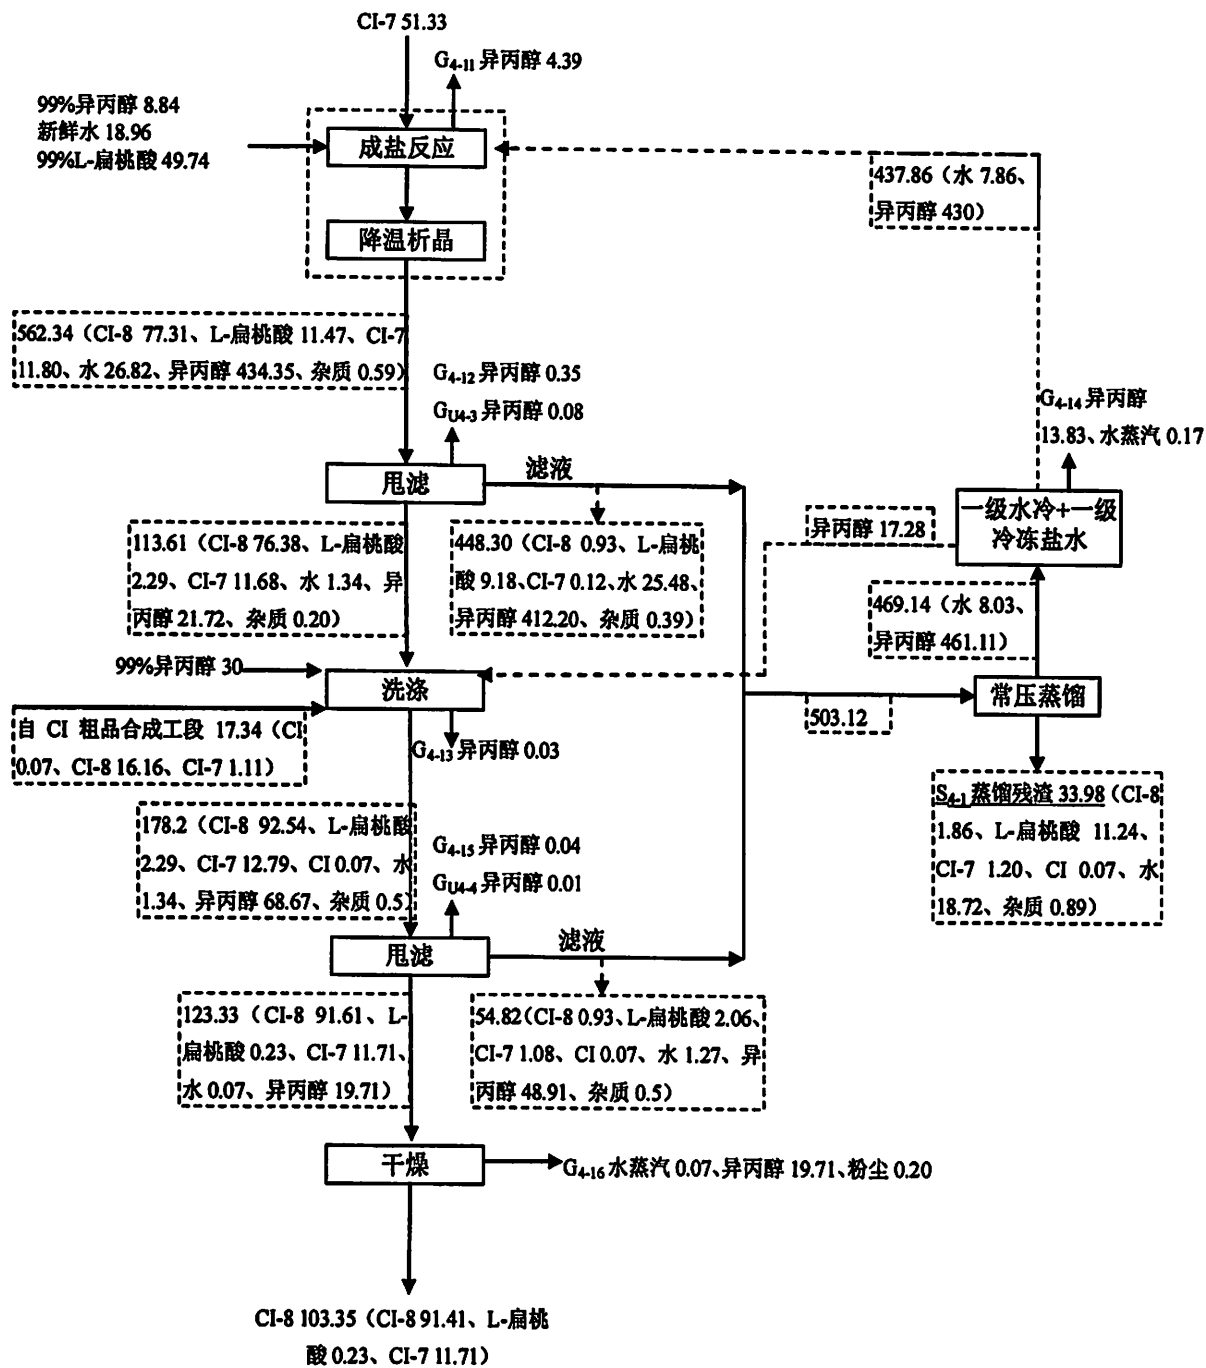 CI-7 51.33
G4-11 异丙醇 4.39
99%异丙醇 8.84
新鲜水 18.96
99%L-扁桃酸 49.74
成盐反应
437.86（水 7.86、
异丙醇 430）
降温析晶
562.34（CI-8 77.31、L-扁桃酸 11.47、CI-7
11.80、水 26.82、异丙醇 434.35、杂质 0.59）
G4-12 异丙醇 0.35
GU4-3 异丙醇 0.08
G4-14 异丙醇
13.83、水蒸汽 0.17
甩滤
滤液
一级水冷+一级
冷冻盐水
异丙醇 17.28
113.61（CI-8 76.38、L-扁桃酸
2.29、CI-7 11.68、水 1.34、异
丙醇 21.72、杂质 0.20）
448.30（CI-8 0.93、L-扁桃
酸 9.18、CI-7 0.12、水 25.48、
异丙醇 412.20、杂质 0.39）
469.14（水 8.03、
异丙醇 461.11）
99%异丙醇 30
洗涤
常压蒸馏
503.12
自 CI 粗品合成工段 17.34（CI
0.07、CI-8 16.16、CI-7 1.11）
G4-13 异丙醇 0.03
S4-1 蒸馏残渣 33.98（CI-8
1.86、L-扁桃酸 11.24、
CI-7 1.20、CI 0.07、水
18.72、杂质 0.89）
178.2（CI-8 92.54、L-扁桃酸
2.29、CI-7 12.79、CI 0.07、水
1.34、异丙醇 68.67、杂质 0.5）
G4-15 异丙醇 0.04
GU4-4 异丙醇 0.01
甩滤
滤液
123.33（CI-8 91.61、L-
扁桃酸 0.23、CI-7 11.71、
水 0.07、异丙醇 19.71）
54.82（CI-8 0.93、L-扁桃酸 2.06、
CI-7 1.08、CI 0.07、水 1.27、异
丙醇 48.91、杂质 0.5）
干燥
G4-16 水蒸汽 0.07、异丙醇 19.71、粉尘 0.20
CI-8 103.35（CI-8 91.41、L-扁桃
酸 0.23、CI-7 11.71）